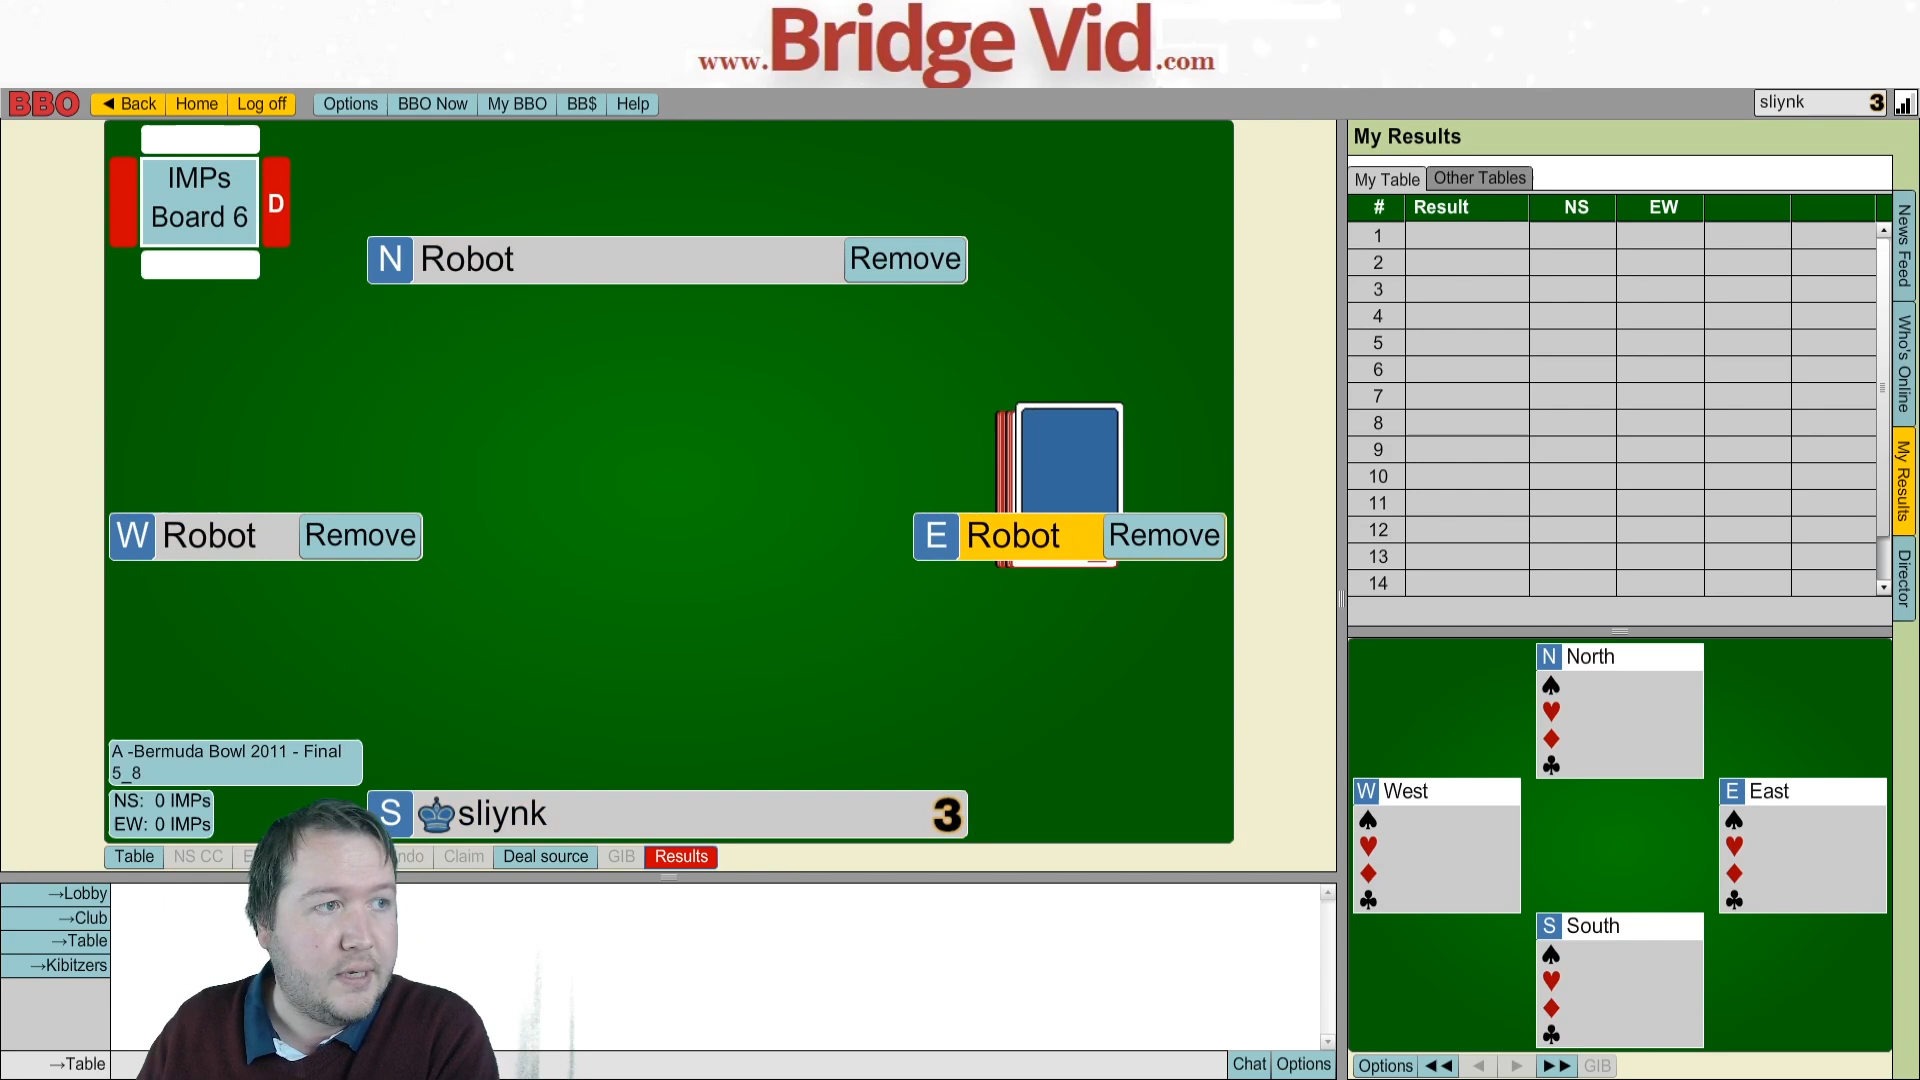 www.Bridge Vid.com
BBO
Back
Home
Log off
Options
BBO Now
My BBO
BB$
Help
sliynk 3
IMPs
Board 6
D
N Robot
Remove
W Robot
Remove
E Robot
Remove
A -Bermuda Bowl 2011 - Final
5_8
NS: 0 IMPs
EW: 0 IMPs
S sliynk 3
Table
NS CC
Claim
Deal source
GIB
Results
→Lobby
→Club
→Table
→Kibitzers
→Table
Chat
Options
My Results
My Table
Other Tables
# Result NS EW
1
2
3
4
5
6
7
8
9
10
11
12
13
14
News Feed
Who's Online
My Results
Director
N North
W West
E East
S South
Options
GIB